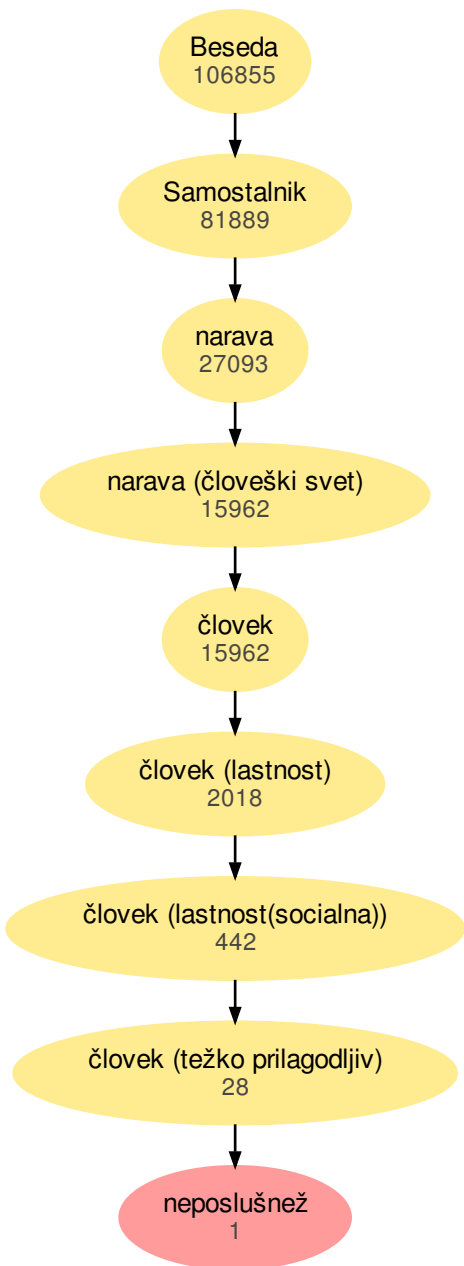 Beseda
106855
Samostalnik
81889
narava
27093
narava (človeški svet)
15962
človek
15962
človek (lastnost)
2018
človek (lastnost(socialna))
442
človek (težko prilagodljiv)
28
neposlušnež
1